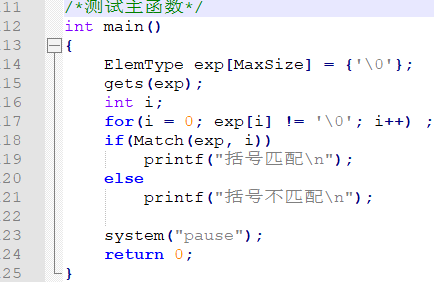 11 /*测试主函数*/
12 int main()
13 {
14 ElemType exp[MaxSize] = {'\0'};
15 gets(exp);
16 int i;
17 for(i = 0; exp[i] != '\0'; i++) ;
18 if(Match(exp, i))
19 printf("括号匹配\n");
20 else
21 printf("括号不匹配\n");
22
23 system("pause");
24 return 0;
25 }